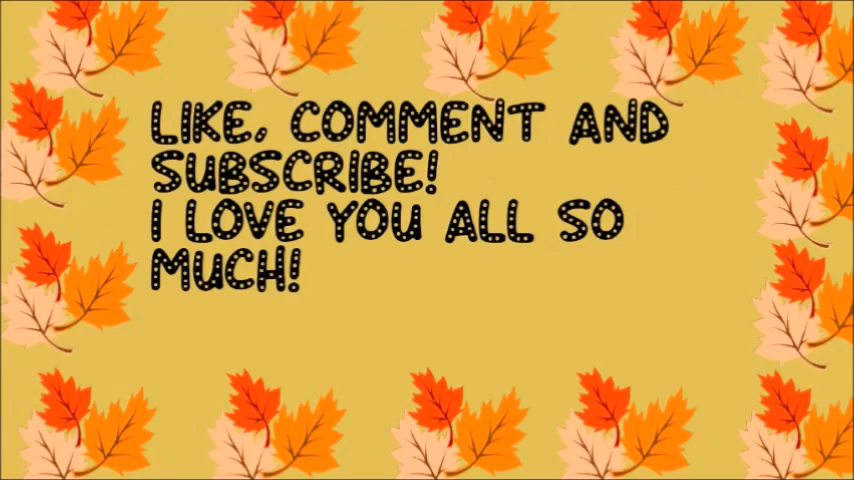 LIKE, COMMENT AND
SUBSCRIBE!
I LOVE YOU ALL SO
MUCH!